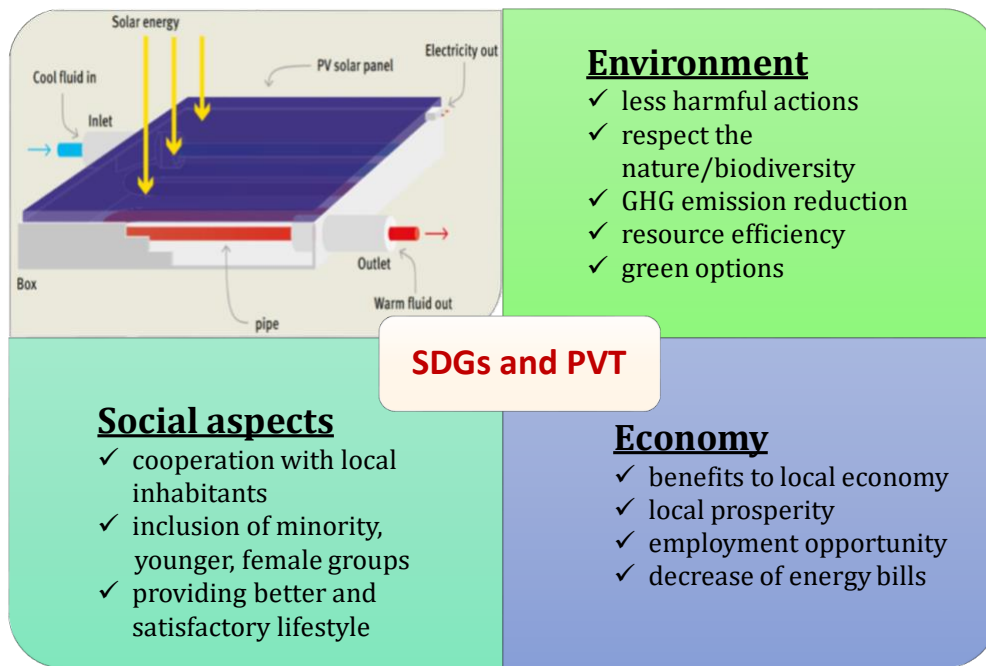 Solar energy
Electricity out
PV solar panel
Cool fluid in
Inlet
Outlet
Box
Warm fluid out
pipe
Environment
✓ less harmful actions
✓ respect the
nature/biodiversity
✓ GHG emission reduction
✓ resource efficiency
✓ green options
SDGs and PVT
Social aspects
✓ cooperation with local
inhabitants
✓ inclusion of minority,
younger, female groups
✓ providing better and
satisfactory lifestyle
Economy
✓ benefits to local economy
✓ local prosperity
✓ employment opportunity
✓ decrease of energy bills